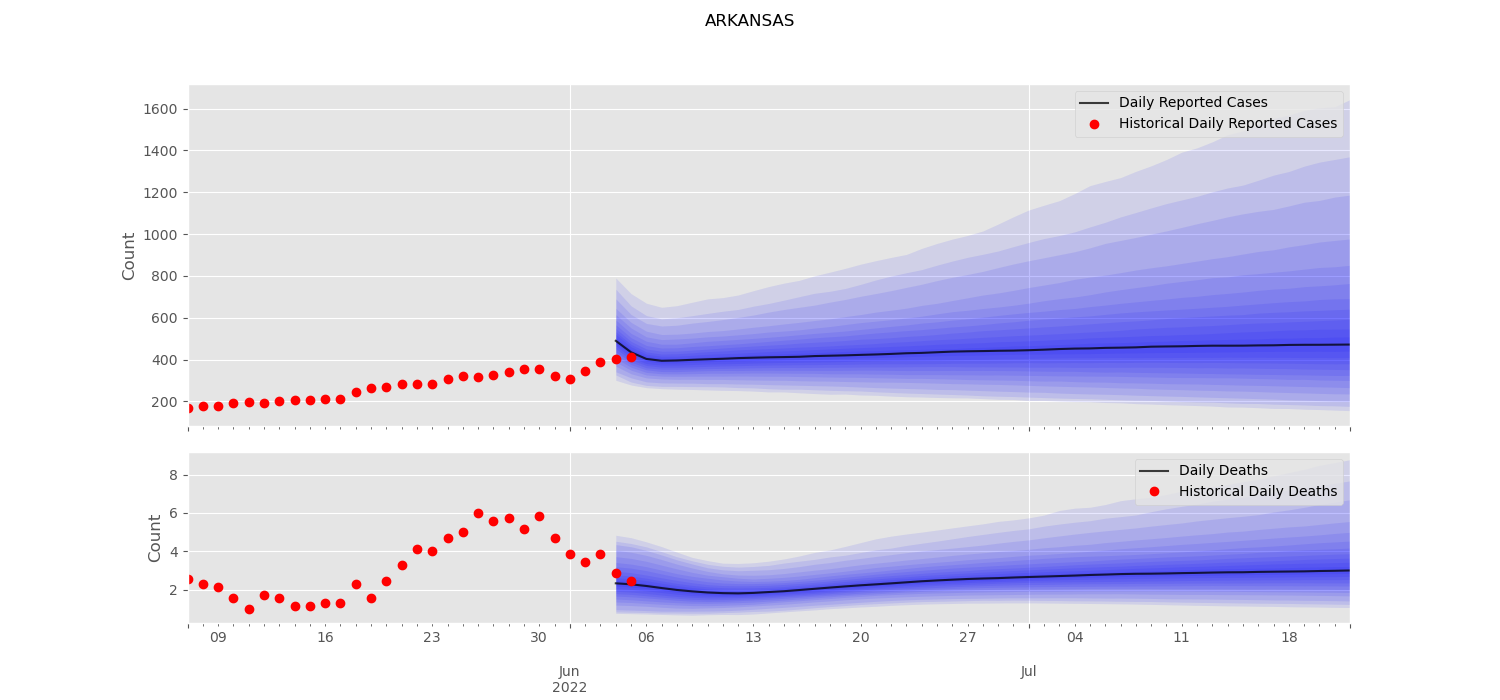 ARKANSAS
1600
1400
1200
1000
800
600
400
200
Count
Daily Reported Cases
Historical Daily Reported Cases
8
6
4
2
Count
Daily Deaths
Historical Daily Deaths
09 16 23 30 06 13 20 27 04 11 18
Jun Jul
2022